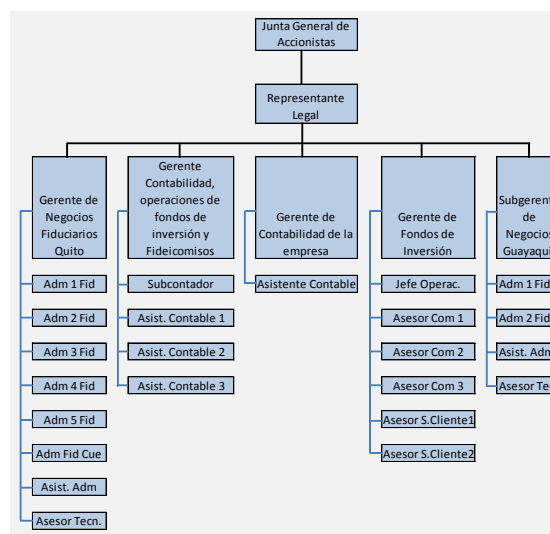 Junta General de
Accionistas
Representante
Legal
Gerente de
Negocios
Fiduciarios
Quito
Gerente
Contabilidad,
operaciones de
fondos de
inversión y
Fideicomisos
Gerente de
Contabilidad de la
empresa
Gerente de
Fondos de
Inversión
de
Adm 1 Fid
Adm 2 Fid
Adm 3 Fid
Adm 4 Fid
Adm 5 Fid
Adm Fid Cue
Asist. Adm
Asesor Tecn.
Subcontador
Asist. Contable 1
Asist. Contable 2
Asist. Contable 3
Asistente Contable
Jefe Operac.
Asesor Com 1
Asesor Com 2
Asesor Com 3
Asesor S.Cliente1
Asesor S.Cliente2
Adm 1 Fid
Adm 2 Fid
Asist. Adm
Asesor